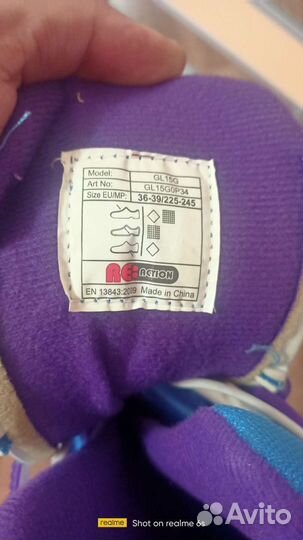 Model: GL15G
Art No: GL15G0P34
Size EU/MP: 36-39/225-245
RE:ACTION
EN 13843:2009 Made in China
realme Shot on realme 6s
Avito